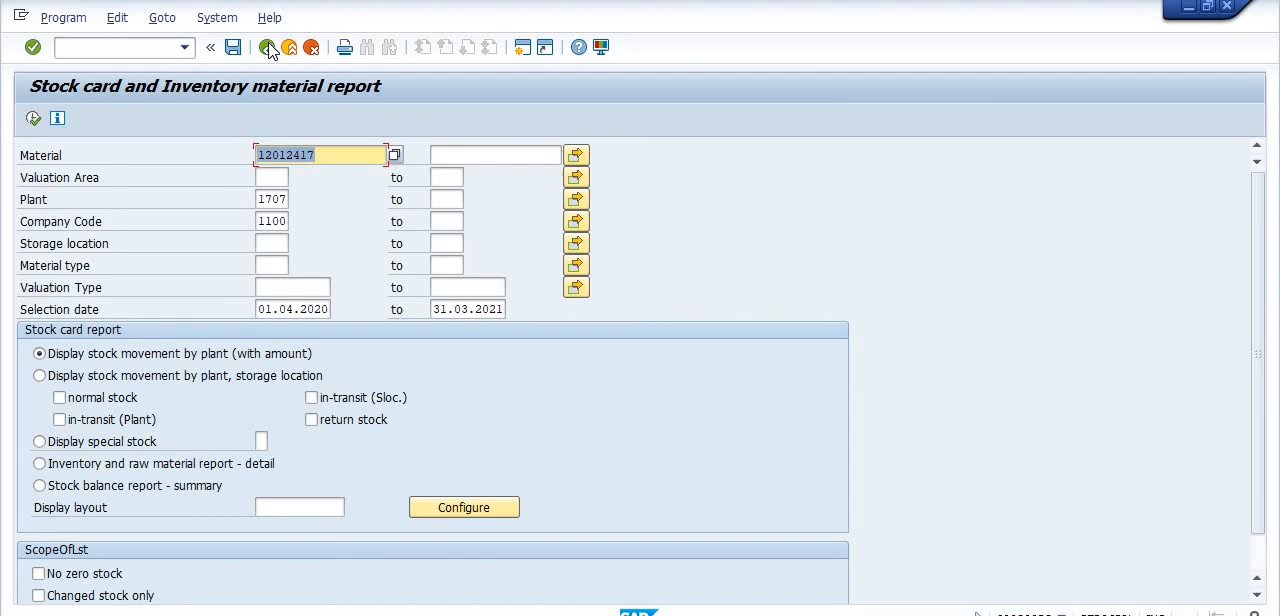 Program Edit Goto System Help
«
Stock card and Inventory material report
Material 12012417
Valuation Area to
Plant 1707 to
Company Code 1100 to
Storage location to
Material type to
Valuation Type to
Selection date 01.04.2020 to 31.03.2021
Stock card report
Display stock movement by plant (with amount)
Display stock movement by plant, storage location
normal stock in-transit (Sloc.)
in-transit (Plant) return stock
Display special stock
Inventory and raw material report - detail
Stock balance report - summary
Display layout Configure
ScopeOfLst
No zero stock
Changed stock only
SAP